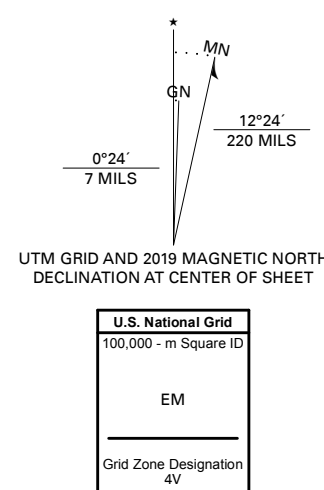 ★
MN
GN
12°24´
220 MILS
0°24´
7 MILS
UTM GRID AND 2019 MAGNETIC NORTH
DECLINATION AT CENTER OF SHEET
U.S. National Grid
100,000 - m Square ID
EM
Grid Zone Designation
4V